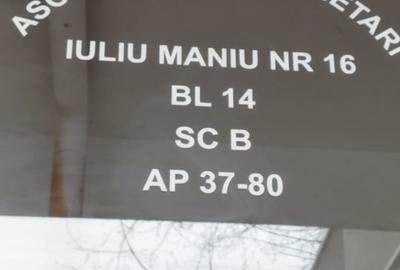 IULIU MANIU NR 16
BL 14
SC B
AP 37-80